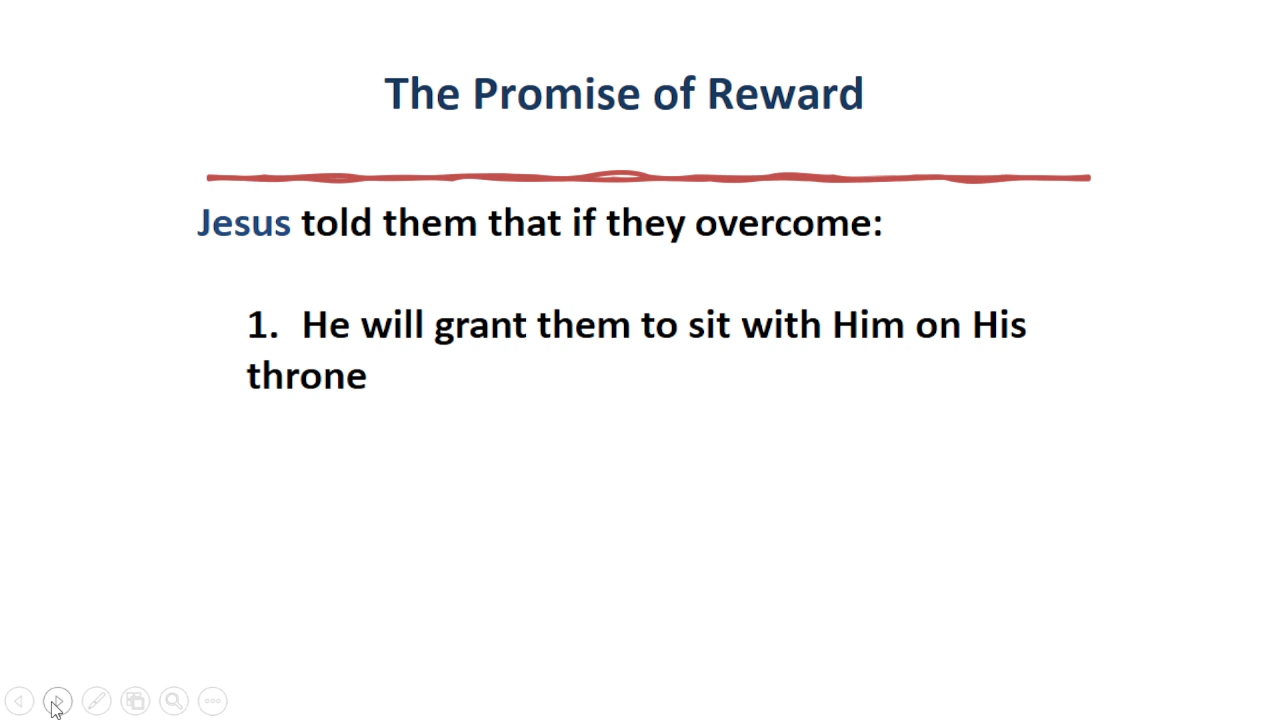 The Promise of Reward
Jesus told them that if they overcome:
1. He will grant them to sit with Him on His
throne